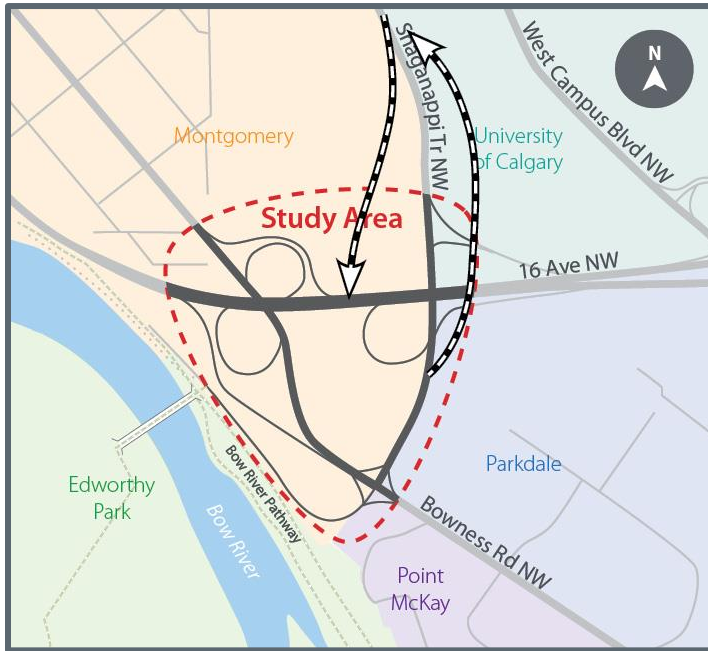 N
Shaganappi Tr NW
West Campus Blvd NW
Montgomery
University
of Calgary
Study Area
16 Ave NW
Parkdale
Edworthy
Park
Bow River Pathway
Bow River
Bowness Rd NW
Point
McKay